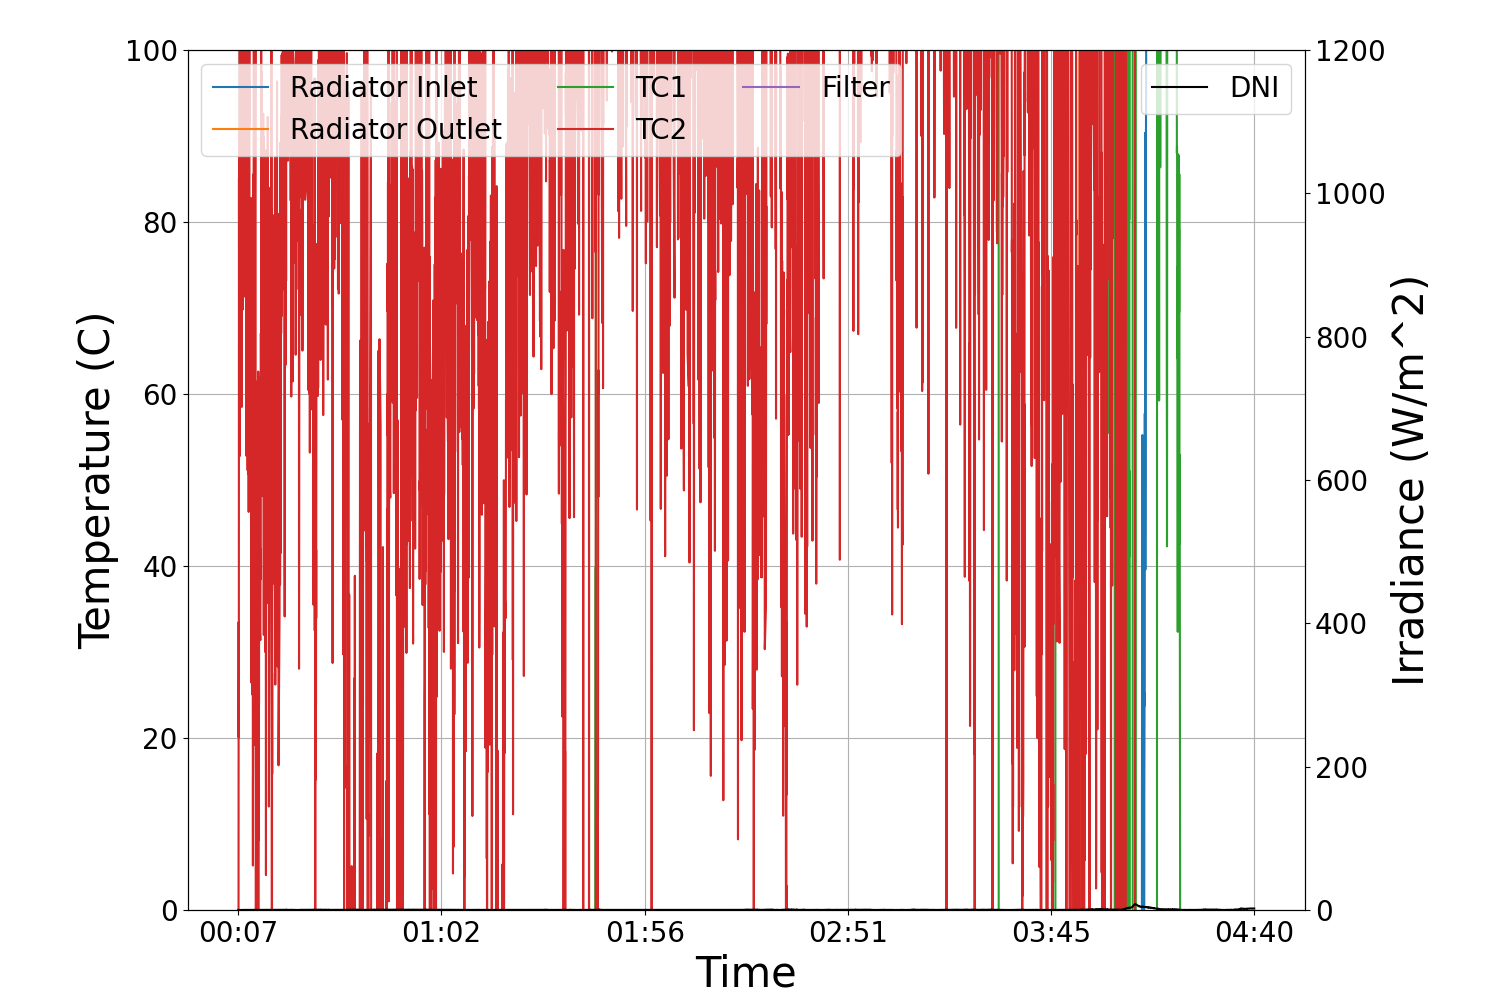 100
80
60
40
20
0
Temperature (C)
Radiator Inlet
Radiator Outlet
TC1
TC2
Filter
DNI
1200
1000
800
600
400
200
0
Irradiance (W/m^2)
00:07
01:02
01:56
02:51
03:45
04:40
Time